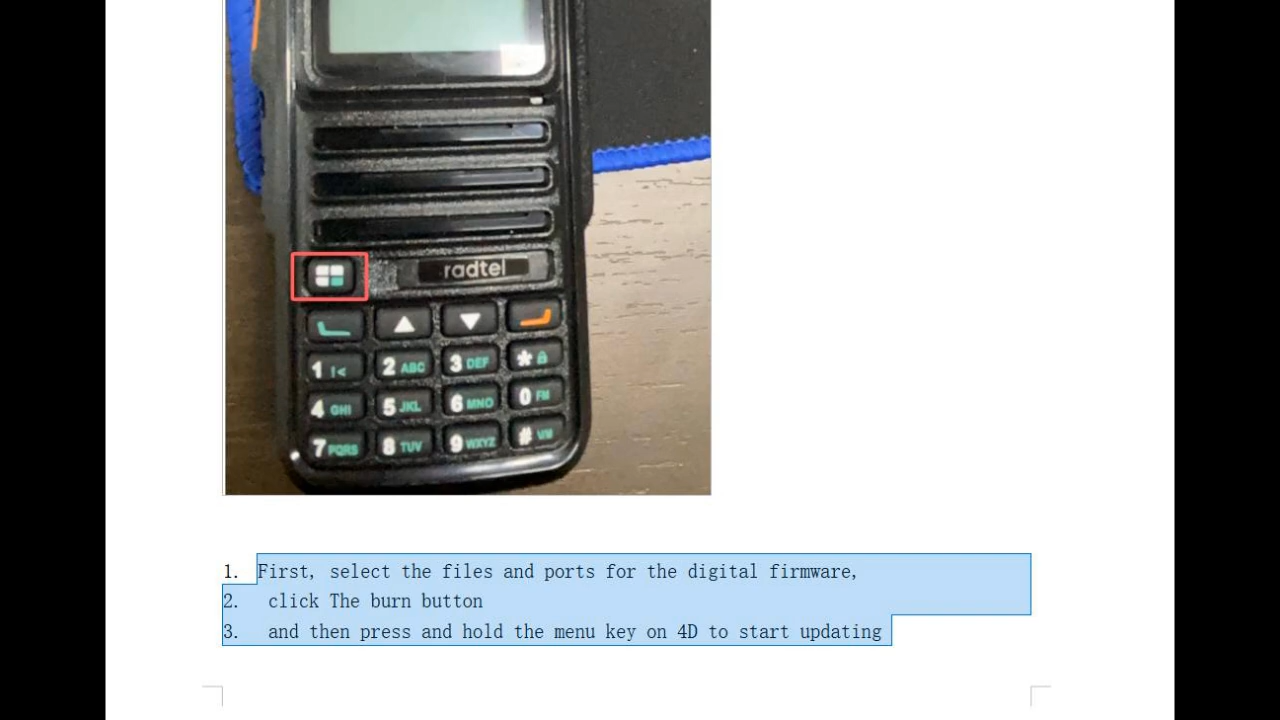 radtel
1 |< 2 ABC 3 DEF *
4 GHI 5 JKL 6 MNO 0 FM
7 PQRS 8 TUV 9 WXYZ #
1. First, select the files and ports for the digital firmware,
2. click The burn button
3. and then press and hold the menu key on 4D to start updating